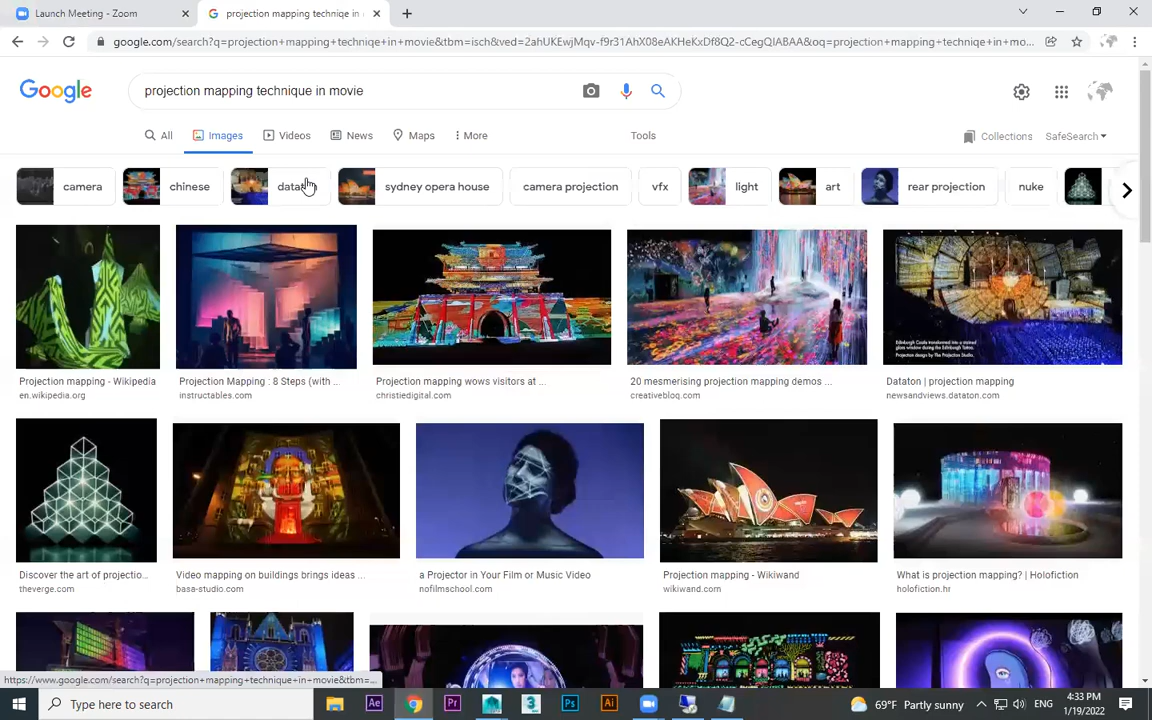 Launch Meeting - Zoom
projection mapping technique in
google.com/search?q=projection+mapping+techniqe+in+movie&tbm=isch&ved=2ahUKEwjMqv-f9r31AhX08eAKHeKxDf8Q2-cCegQIABAA&oq=projection+mapping+techniqe+in+mo...
Google
projection mapping technique in movie
All
Images
Videos
News
Maps
More
Tools
Collections
SafeSearch
camera
chinese
sydney opera house
camera projection
vfx
light
art
rear projection
nuke
Projection mapping - Wikipedia
en.wikipedia.org
Projection Mapping : 8 Steps (with ...
instructables.com
Projection mapping wows visitors at ...
christiedigital.com
20 mesmerising projection mapping demos ...
creativebloq.com
Dataton | projection mapping
newsandviews.dataton.com
Discover the art of projectio...
theverge.com
Video mapping on buildings brings ideas ...
basa-studio.com
a Projector in Your Film or Music Video
nofilmschool.com
Projection mapping - Wikiwand
wikiwand.com
What is projection mapping? | Holofiction
holofiction.hr
https://www.google.com/search?q=projection+mapping+technique+in+movie&tbm=...
Type here to search
Ae
Pr
3
Ps
Ai
69°F Partly sunny
ENG
4:33 PM
1/19/2022